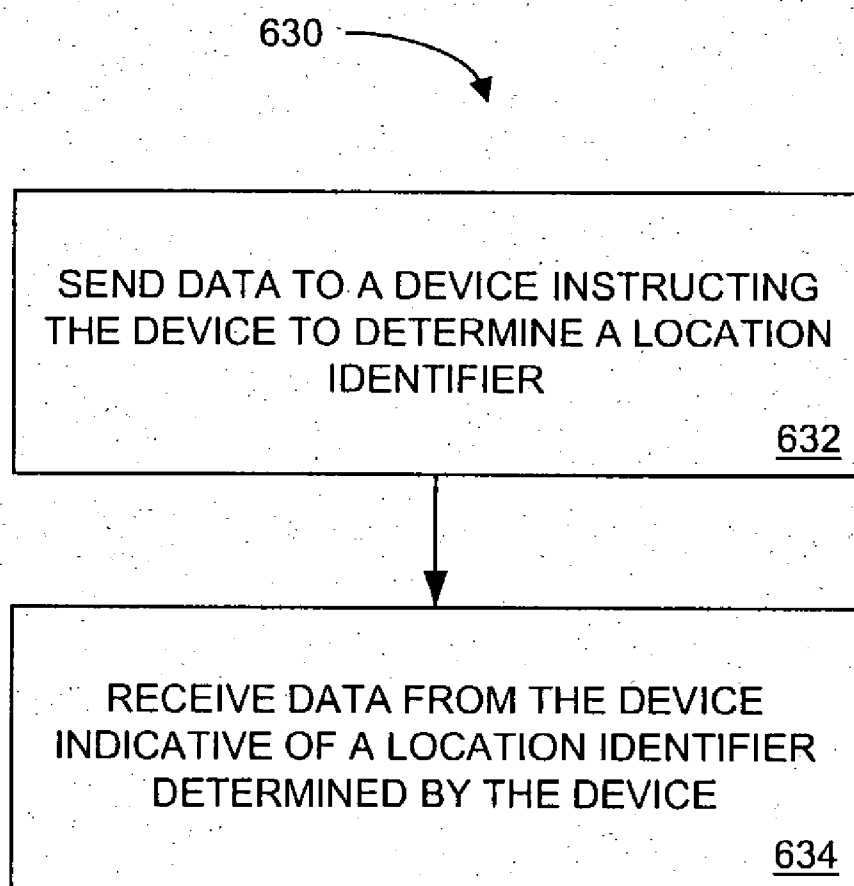 630
SEND DATA TO A DEVICE INSTRUCTING
THE DEVICE TO DETERMINE A LOCATION
IDENTIFIER
632
RECEIVE DATA FROM THE DEVICE
INDICATIVE OF A LOCATION IDENTIFIER
DETERMINED BY THE DEVICE
634